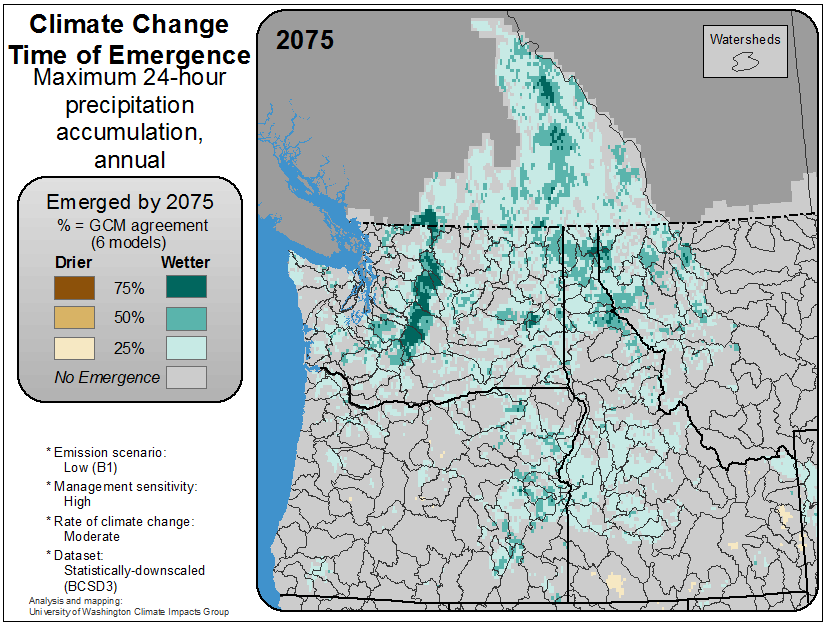 Climate Change
Time of Emergence
Maximum 24-hour
precipitation
accumulation,
annual
Emerged by 2075
% = GCM agreement
(6 models)
Drier Wetter
75%
50%
25%
No Emergence
* Emission scenario:
Low (B1)
* Management sensitivity:
High
* Rate of climate change:
Moderate
* Dataset:
Statistically-downscaled
(BCSD3)
Analysis and mapping:
University of Washington Climate Impacts Group
2075
Watersheds